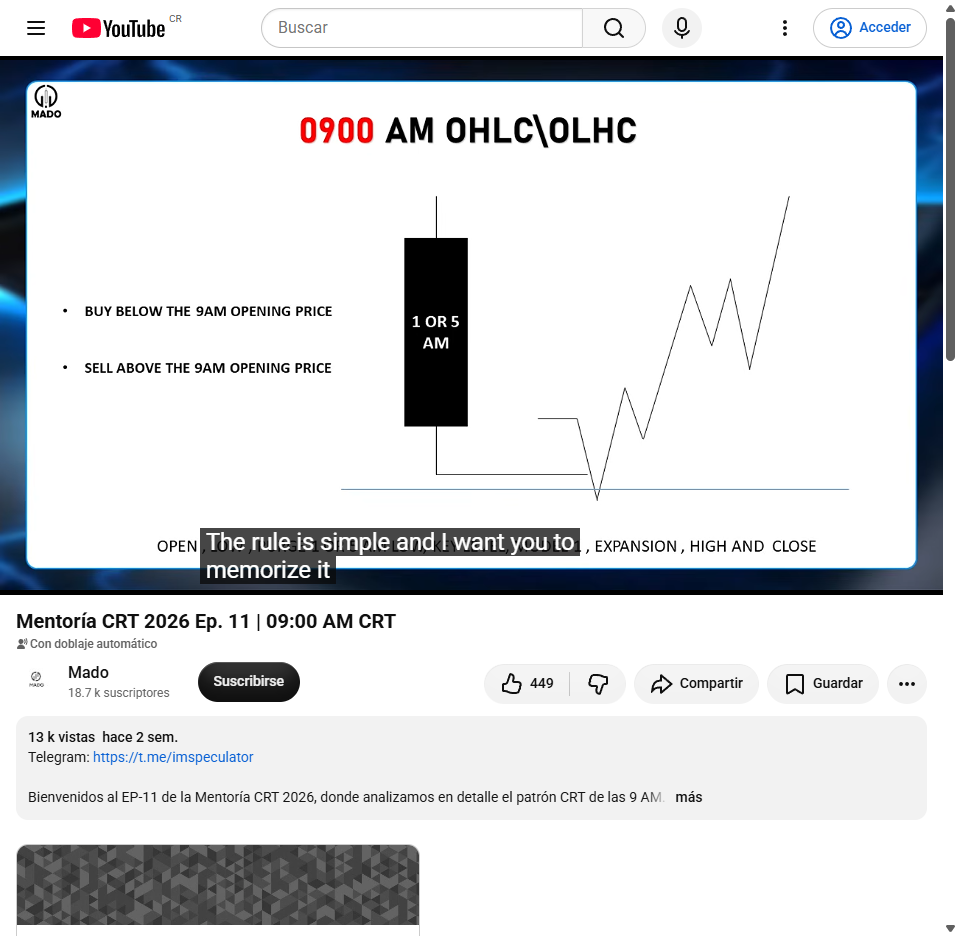 YouTube
CR
Buscar
Acceder
MADO
0900 AM OHLC\OLHC
• BUY BELOW THE 9AM OPENING PRICE
• SELL ABOVE THE 9AM OPENING PRICE
1 OR 5
AM
OPEN , , EXPANSION , HIGH AND CLOSE
The rule is simple and I want you to
memorize it
Mentoría CRT 2026 Ep. 11 | 09:00 AM CRT
Con doblaje automático
MADO
Mado
18.7 k suscriptores
Suscribirse
449
Compartir
Guardar
13 k vistas hace 2 sem.
Telegram: https://t.me/imspeculator
Bienvenidos al EP-11 de la Mentoría CRT 2026, donde analizamos en detalle el patrón CRT de las 9 AM. más